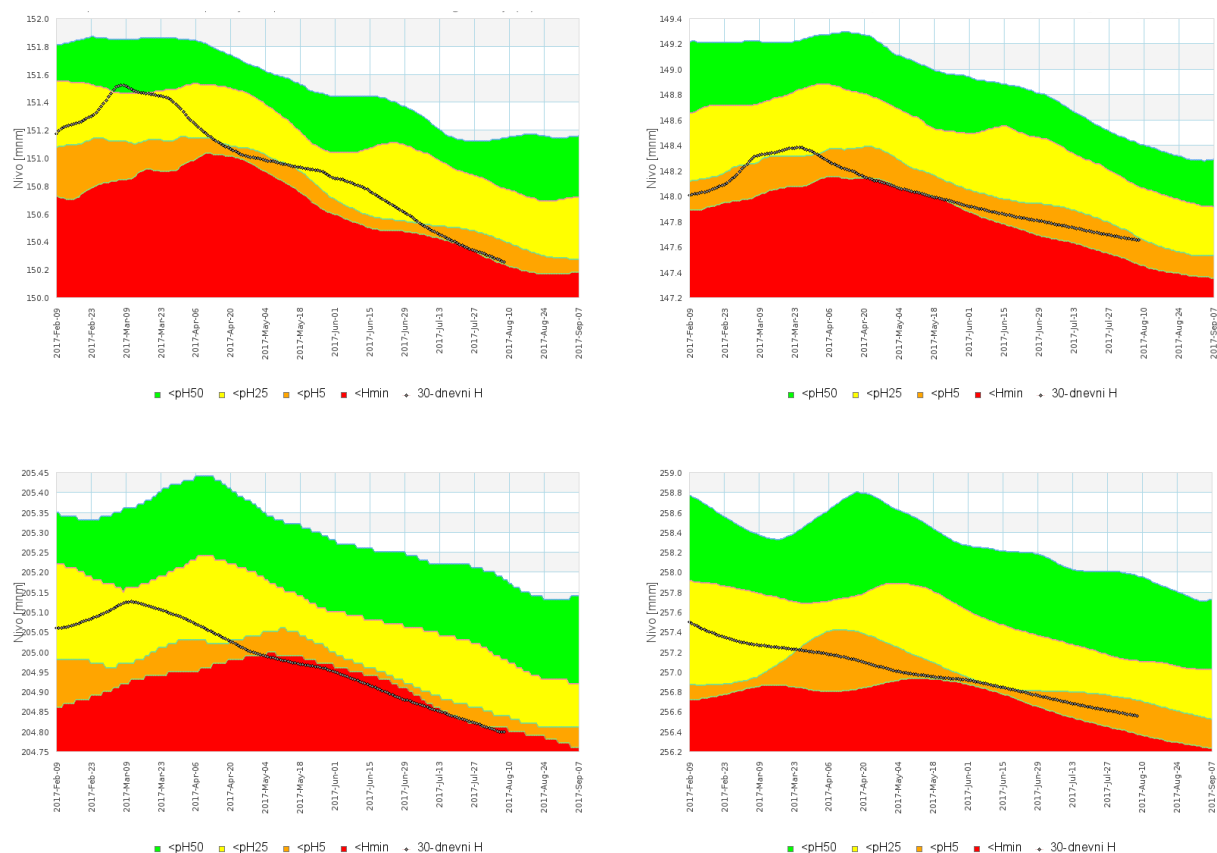 152.0
151.8
151.6
151.4
151.2
151.0
150.8
150.6
150.4
150.2
150.0
Nivo [mnm]
2017-Feb-09
2017-Feb-23
2017-Mar-09
2017-Mar-23
2017-Apr-06
2017-Apr-20
2017-May-04
2017-May-18
2017-Jun-01
2017-Jun-15
2017-Jun-29
2017-Jul-13
2017-Jul-27
2017-Aug-10
2017-Aug-24
2017-Sep-07
<pH50 <pH25 <pH5 <Hmin 30-dnevni H
149.4
149.2
149.0
148.8
148.6
148.4
148.2
148.0
147.8
147.6
147.4
147.2
Nivo [mnm]
2017-Feb-09
2017-Feb-23
2017-Mar-09
2017-Mar-23
2017-Apr-06
2017-Apr-20
2017-May-04
2017-May-18
2017-Jun-01
2017-Jun-15
2017-Jun-29
2017-Jul-13
2017-Jul-27
2017-Aug-10
2017-Aug-24
2017-Sep-07
<pH50 <pH25 <pH5 <Hmin 30-dnevni H
205.45
205.40
205.35
205.30
205.25
205.20
205.15
205.10
205.05
205.00
204.95
204.90
204.85
204.80
204.75
Nivo [mnm]
2017-Feb-09
2017-Feb-23
2017-Mar-09
2017-Mar-23
2017-Apr-06
2017-Apr-20
2017-May-04
2017-May-18
2017-Jun-01
2017-Jun-15
2017-Jun-29
2017-Jul-13
2017-Jul-27
2017-Aug-10
2017-Aug-24
2017-Sep-07
<pH50 <pH25 <pH5 <Hmin 30-dnevni H
259.0
258.8
258.6
258.4
258.2
258.0
257.8
257.6
257.4
257.2
257.0
256.8
256.6
256.4
256.2
Nivo [mnm]
2017-Feb-09
2017-Feb-23
2017-Mar-09
2017-Mar-23
2017-Apr-06
2017-Apr-20
2017-May-04
2017-May-18
2017-Jun-01
2017-Jun-15
2017-Jun-29
2017-Jul-13
2017-Jul-27
2017-Aug-10
2017-Aug-24
2017-Sep-07
<pH50 <pH25 <pH5 <Hmin 30-dnevni H